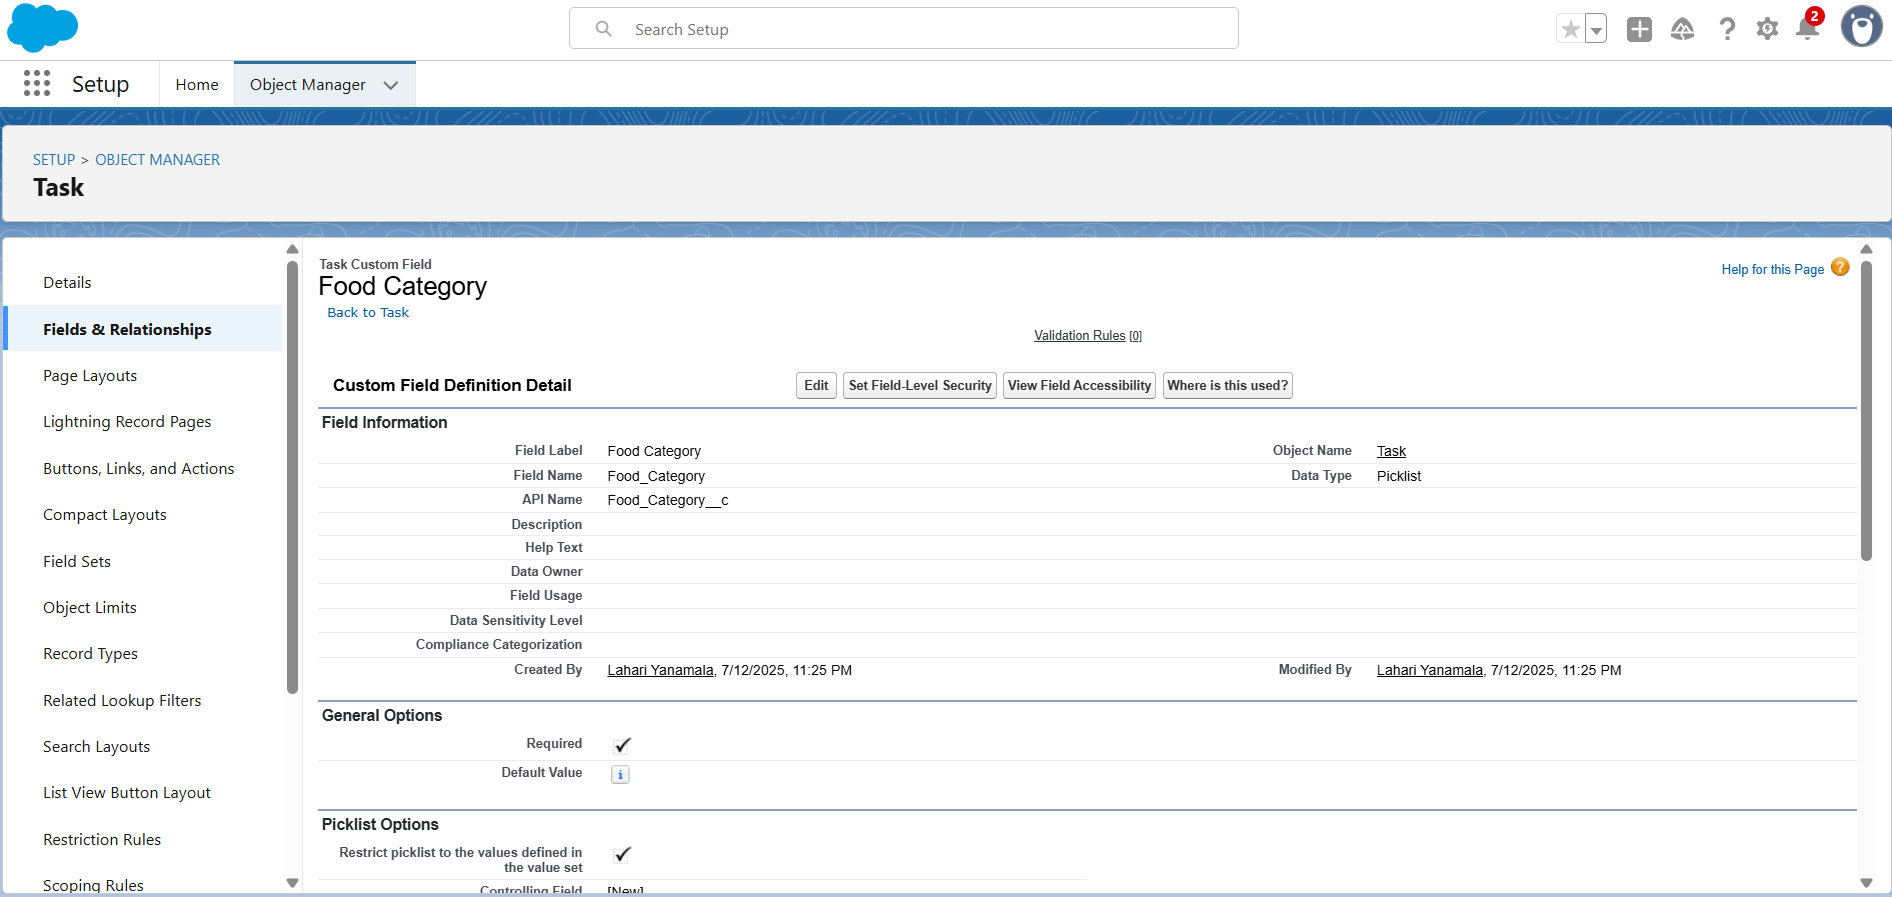 Search Setup
2
Setup
Home
Object Manager
SETUP > OBJECT MANAGER
Task
Details
Fields & Relationships
Page Layouts
Lightning Record Pages
Buttons, Links, and Actions
Compact Layouts
Field Sets
Object Limits
Record Types
Related Lookup Filters
Search Layouts
List View Button Layout
Restriction Rules
Scoping Rules
Task Custom Field
Food Category
Back to Task
Help for this Page ?
Validation Rules [0]
Custom Field Definition Detail
Edit
Set Field-Level Security
View Field Accessibility
Where is this used?
Field Information
Field Label Food Category Object Name Task
Field Name Food_Category Data Type Picklist
API Name Food_Category__c
Description
Help Text
Data Owner
Field Usage
Data Sensitivity Level
Compliance Categorization
Created By Lahari Yanamala, 7/12/2025, 11:25 PM Modified By Lahari Yanamala, 7/12/2025, 11:25 PM
General Options
Required
Default Value i
Picklist Options
Restrict picklist to the values defined in
the value set
Controlling Field [New]